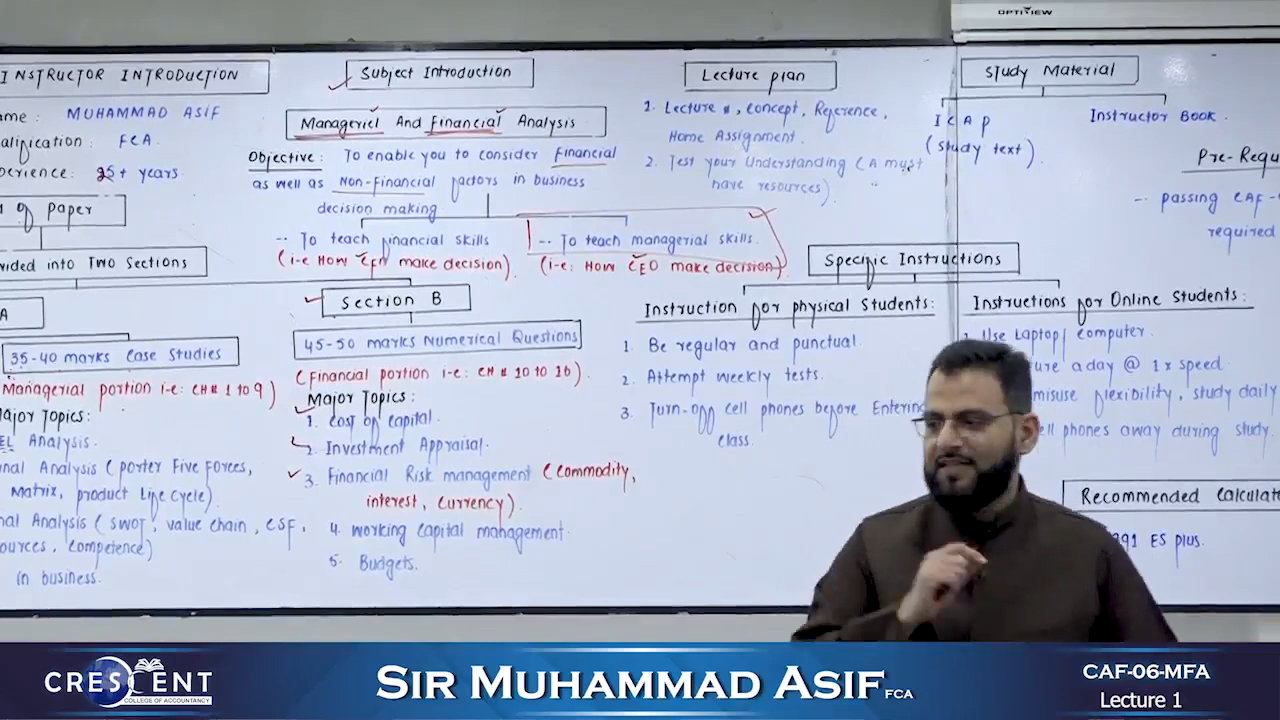 OPTIVIEW
INSTRUCTOR INTRODUCTION
ame: MUHAMMAD ASIF
alification: FCA.
perience: 25+ years.
of paper
vided into Two Sections
A
35-40 marks Case Studies
Managerial portion i-e: CH# 1 to 9)
ajor Topics:
EL Analysis.
nal Analysis (porter Five Forces,
Matrix, product Life cycle).
nal Analysis (SWOT, value chain, CSF,
ources, competence)
in business.
Subject Introduction
Manageriel And Financial Analysis
Objective: To enable you to consider Financial
as well as Non-Financial factors in business
decision making
-- To teach financial skills
(i-e How CFO make decision).
-- To teach managerial skills.
(i-e: How CEO make decision)
Section B
45-50 marks Numerical Questions
(Financial portion i-e: CH# 10 to 16).
Major Topics:
1. Cost of capital.
2. Investment Appraisal.
3. Financial Risk management (Commodity,
interest, Currency).
4. Working capital management.
5. Budgets.
Lecture plan
1. Lecture #, concept, Reference,
Home Assignment.
2. Test your Understanding (A must
have resources).
Study Material
ICAP
(Study text).
Instructor Book.
Pre-Requ
-- passing CAF-
required
Specific Instructions
Instruction for physical Students:
1. Be regular and punctual.
2. Attempt weekly tests.
3. Turn-off cell phones before Entering
class.
Instructions for Online Students:
Use Laptop/ computer.
ure a day @ 1x speed.
misuse flexibility, study daily
ell phones away during study.
Recommended Calculat
991 ES plus.
CRESCENT
COLLEGE OF ACCOUNTANCY
SIR MUHAMMAD ASIF FCA
CAF-06-MFA
Lecture 1